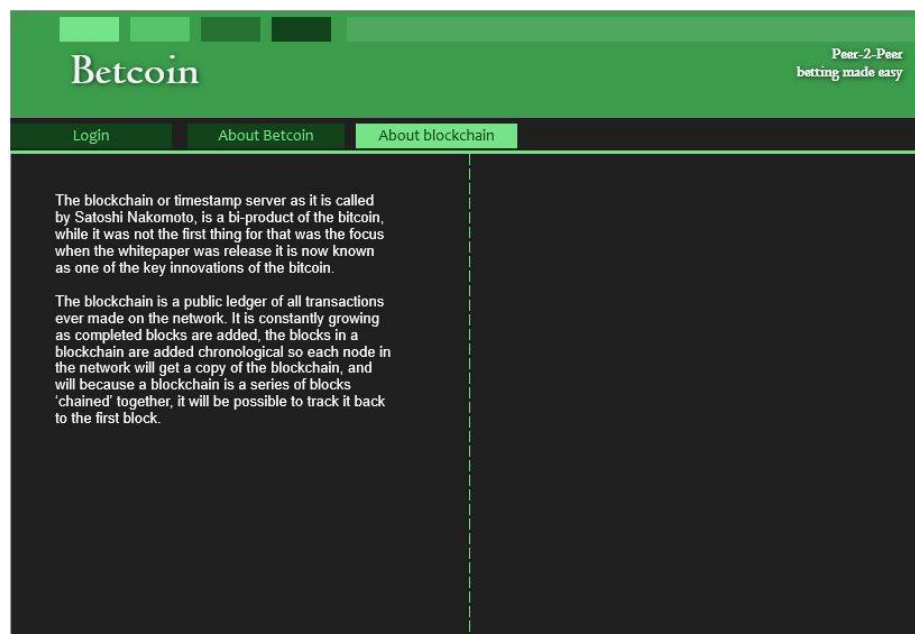 Betcoin
Peer-2-Peer
betting made easy
Login
About Betcoin
About blockchain
The blockchain or timestamp server as it is called
by Satoshi Nakomoto, is a bi-product of the bitcoin,
while it was not the first thing for that was the focus
when the whitepaper was release it is now known
as one of the key innovations of the bitcoin.
The blockchain is a public ledger of all transactions
ever made on the network. It is constantly growing
as completed blocks are added, the blocks in a
blockchain are added chronological so each node in
the network will get a copy of the blockchain, and
will because a blockchain is a series of blocks
‘chained’ together, it will be possible to track it back
to the first block.